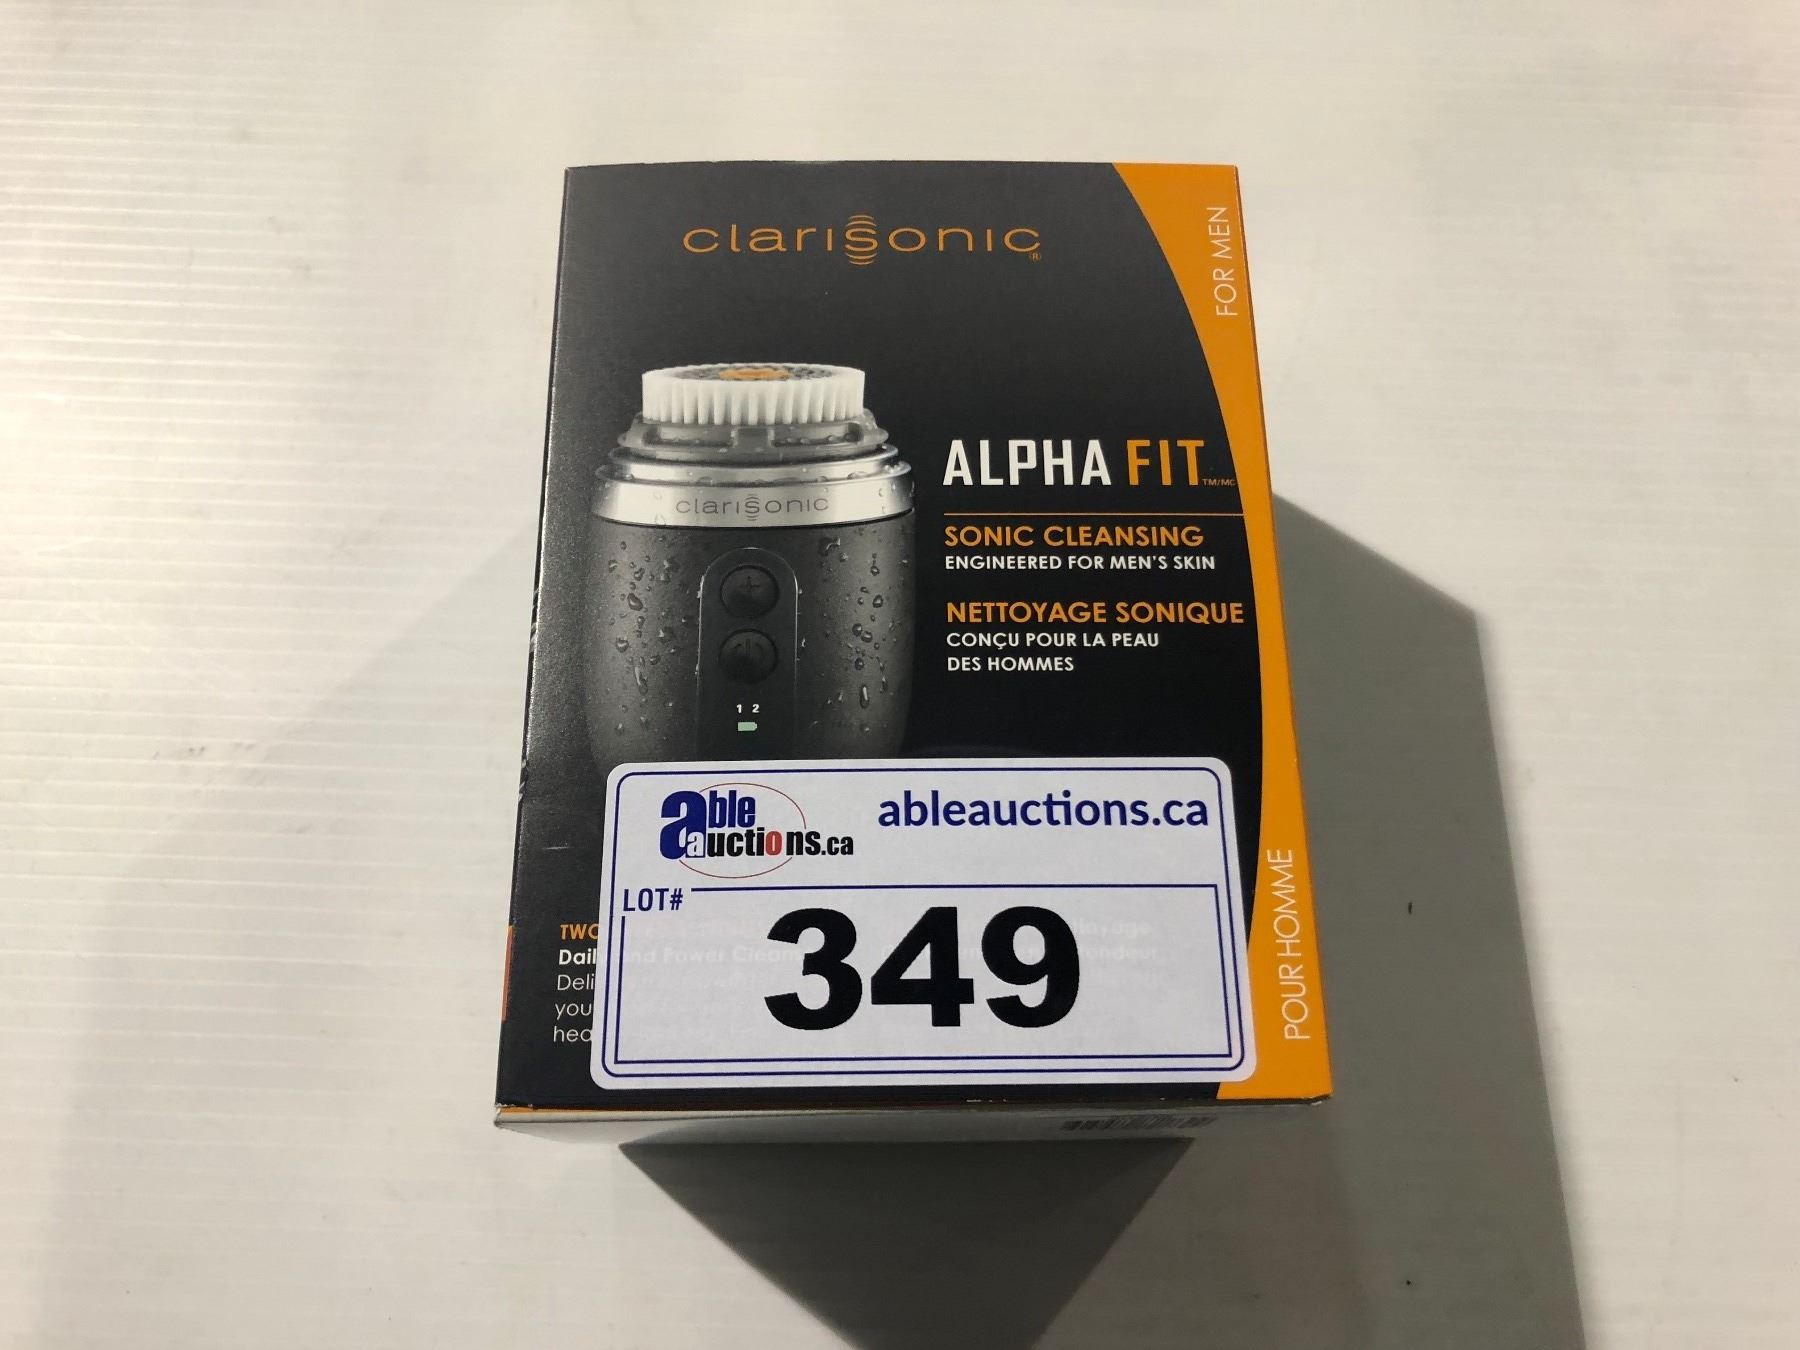 clarisonic®
FOR MEN
clarisonic
ALPHA FIT TM/MC
SONIC CLEANSING
ENGINEERED FOR MEN'S SKIN
NETTOYAGE SONIQUE
CONÇU POUR LA PEAU
DES HOMMES
1 2
able auctions.ca
ableauctions.ca
LOT#
349
POUR HOMME